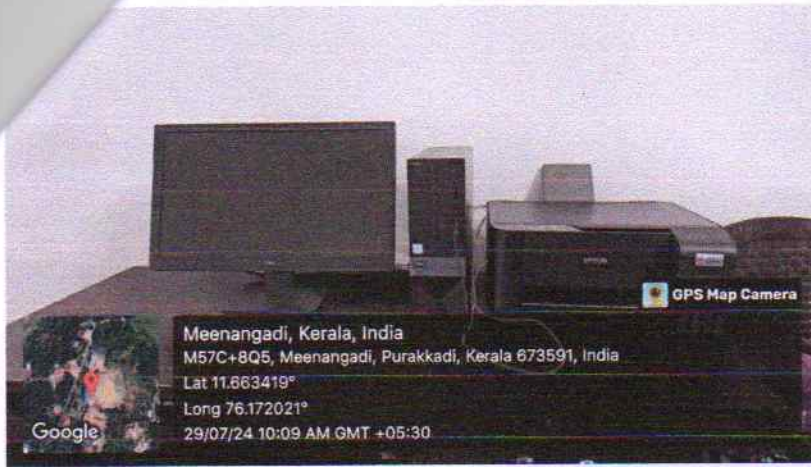 EPSON
GPS Map Camera
Meenangadi, Kerala, India
M57C+8Q5, Meenangadi, Purakkadi, Kerala 673591, India
Lat 11.663419°
Long 76.172021°
29/07/24 10:09 AM GMT +05:30
Google